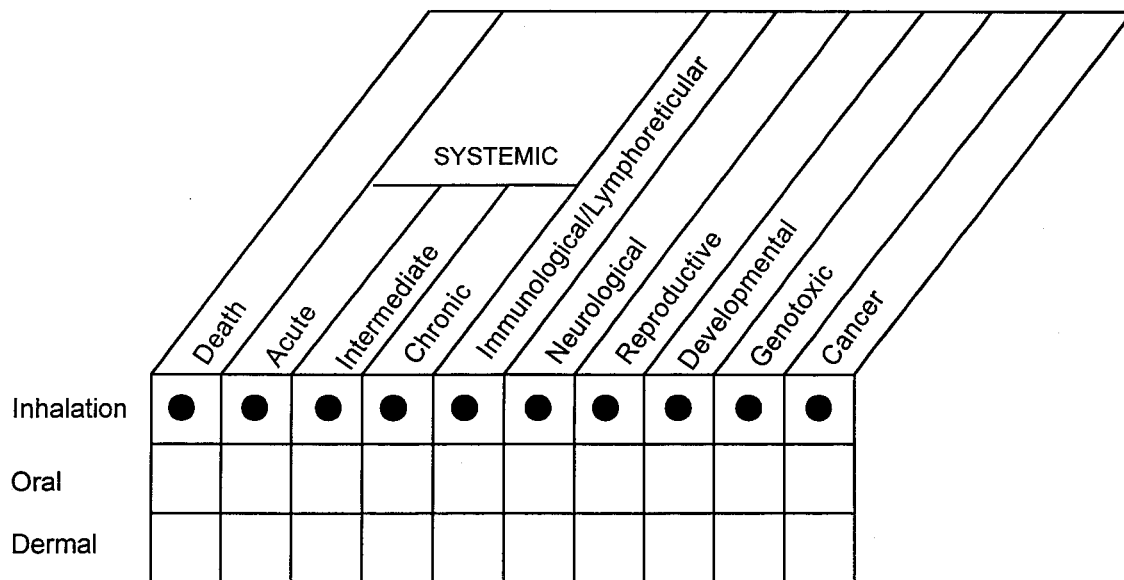 SYSTEMIC
Death
Acute
Intermediate
Chronic
Immunological/Lymphoreticular
Neurological
Reproductive
Developmental
Genotoxic
Cancer
Inhalation
Oral
Dermal